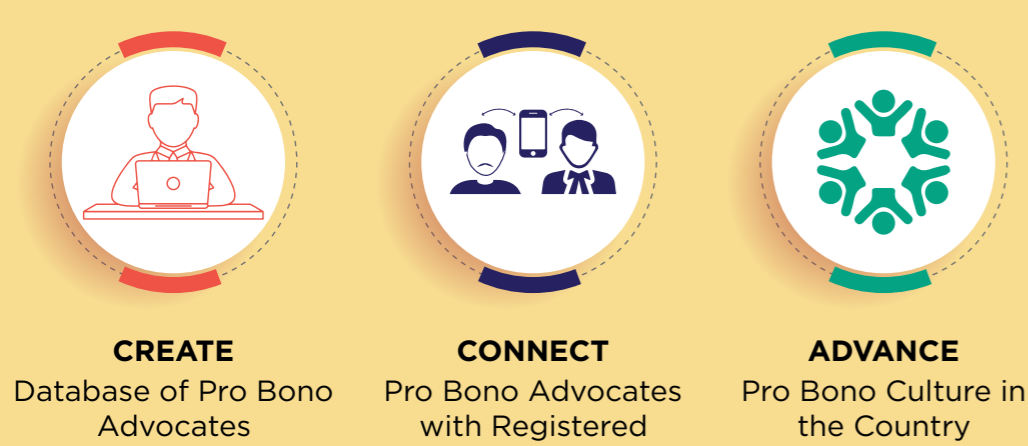 CREATE
Database of Pro Bono
Advocates
CONNECT
Pro Bono Advocates
with Registered
ADVANCE
Pro Bono Culture in
the Country